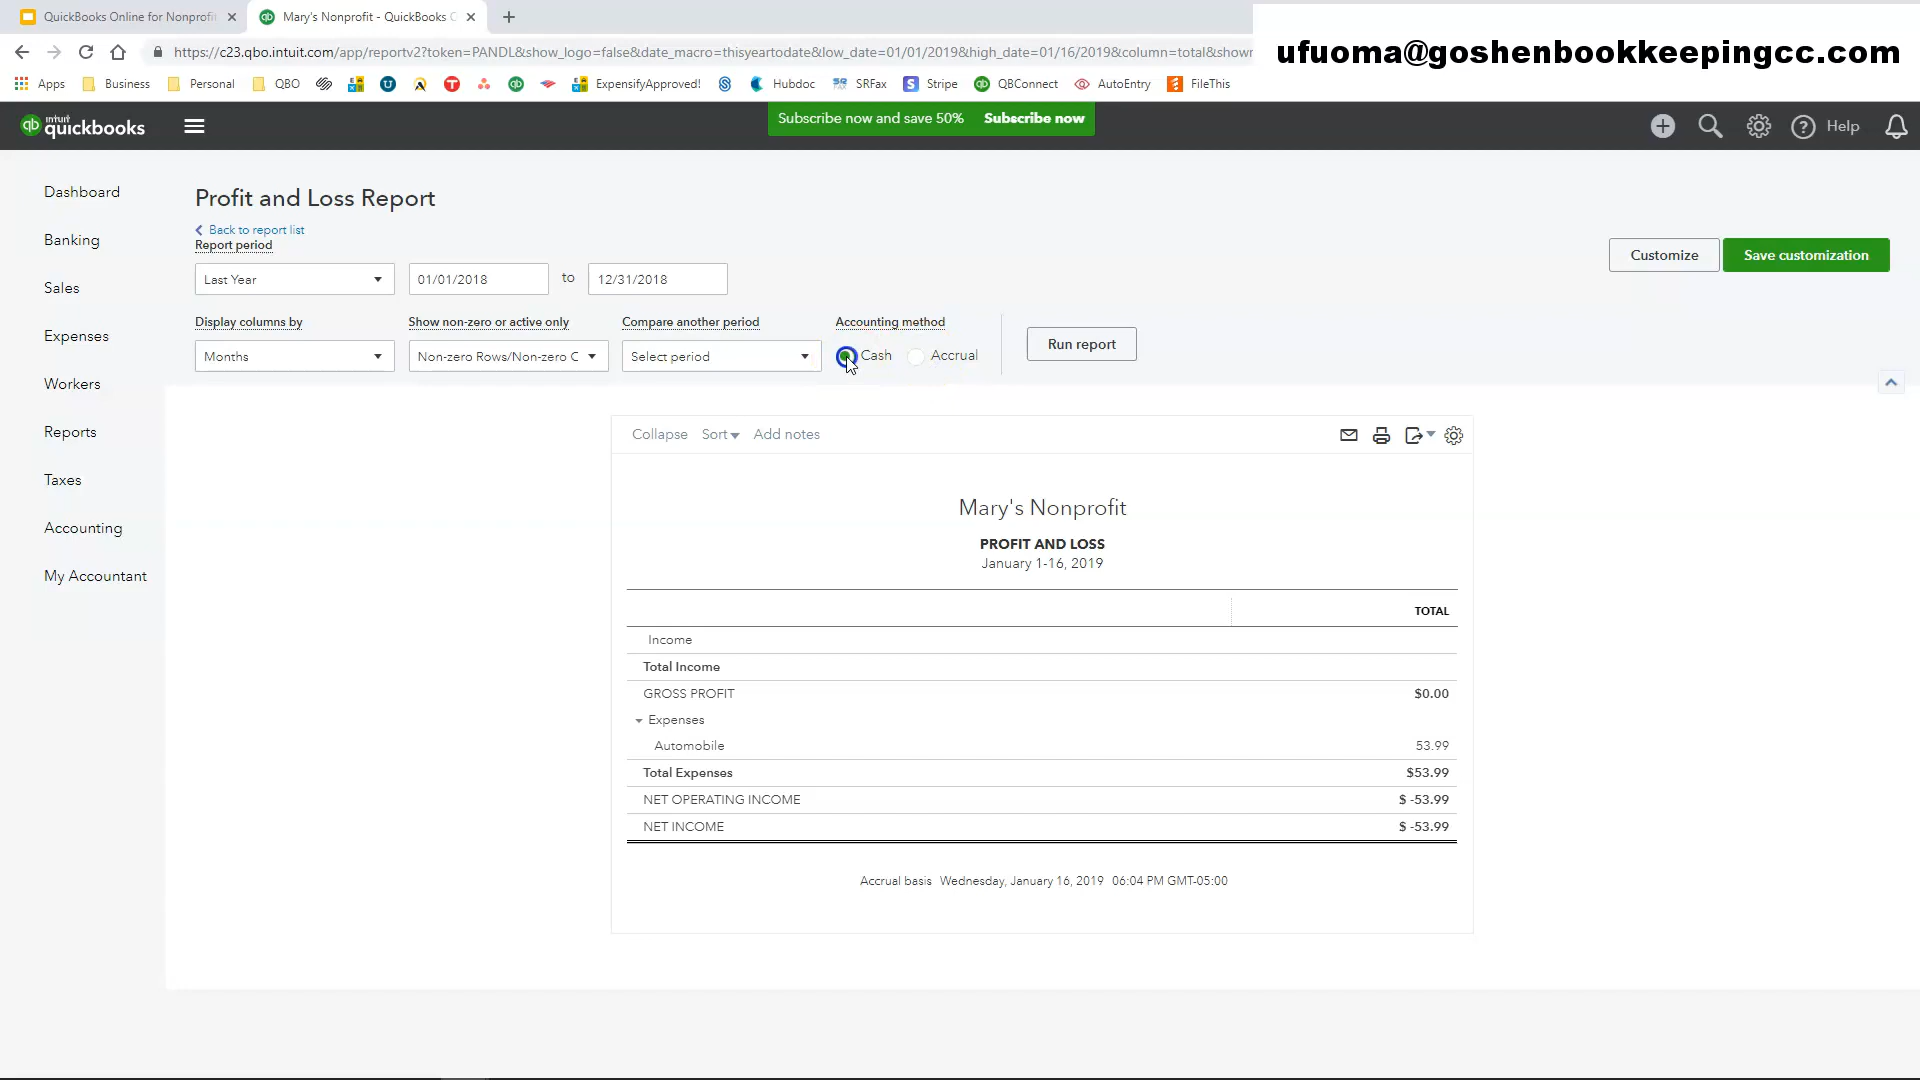 QuickBooks Online for Nonprofi
Mary's Nonprofit - QuickBooks
ufuoma@goshenbookkeepingcc.com
https://c23.qbo.intuit.com/app/reportv2?token=PANDL&show_logo=false&date_macro=thisyeartodate&low_date=01/01/2019&high_date=01/16/2019&column=total&shown
Apps Business Personal QBO ExpensifyApproved! Hubdoc SRFax Stripe QBConnect AutoEntry FileThis
intuit quickbooks
Subscribe now and save 50% Subscribe now
Help
Dashboard
Banking
Sales
Expenses
Workers
Reports
Taxes
Accounting
My Accountant
Profit and Loss Report
Back to report list
Report period
Last Year 01/01/2018 to 12/31/2018
Customize Save customization
Display columns by Show non-zero or active only Compare another period Accounting method
Months Non-zero Rows/Non-zero C Select period Cash Accrual
Run report
Collapse Sort Add notes
Mary's Nonprofit
PROFIT AND LOSS
January 1-16, 2019
TOTAL
Income
Total Income
GROSS PROFIT $0.00
Expenses
Automobile 53.99
Total Expenses $53.99
NET OPERATING INCOME $ -53.99
NET INCOME $ -53.99
Accrual basis Wednesday, January 16, 2019 06:04 PM GMT-05:00